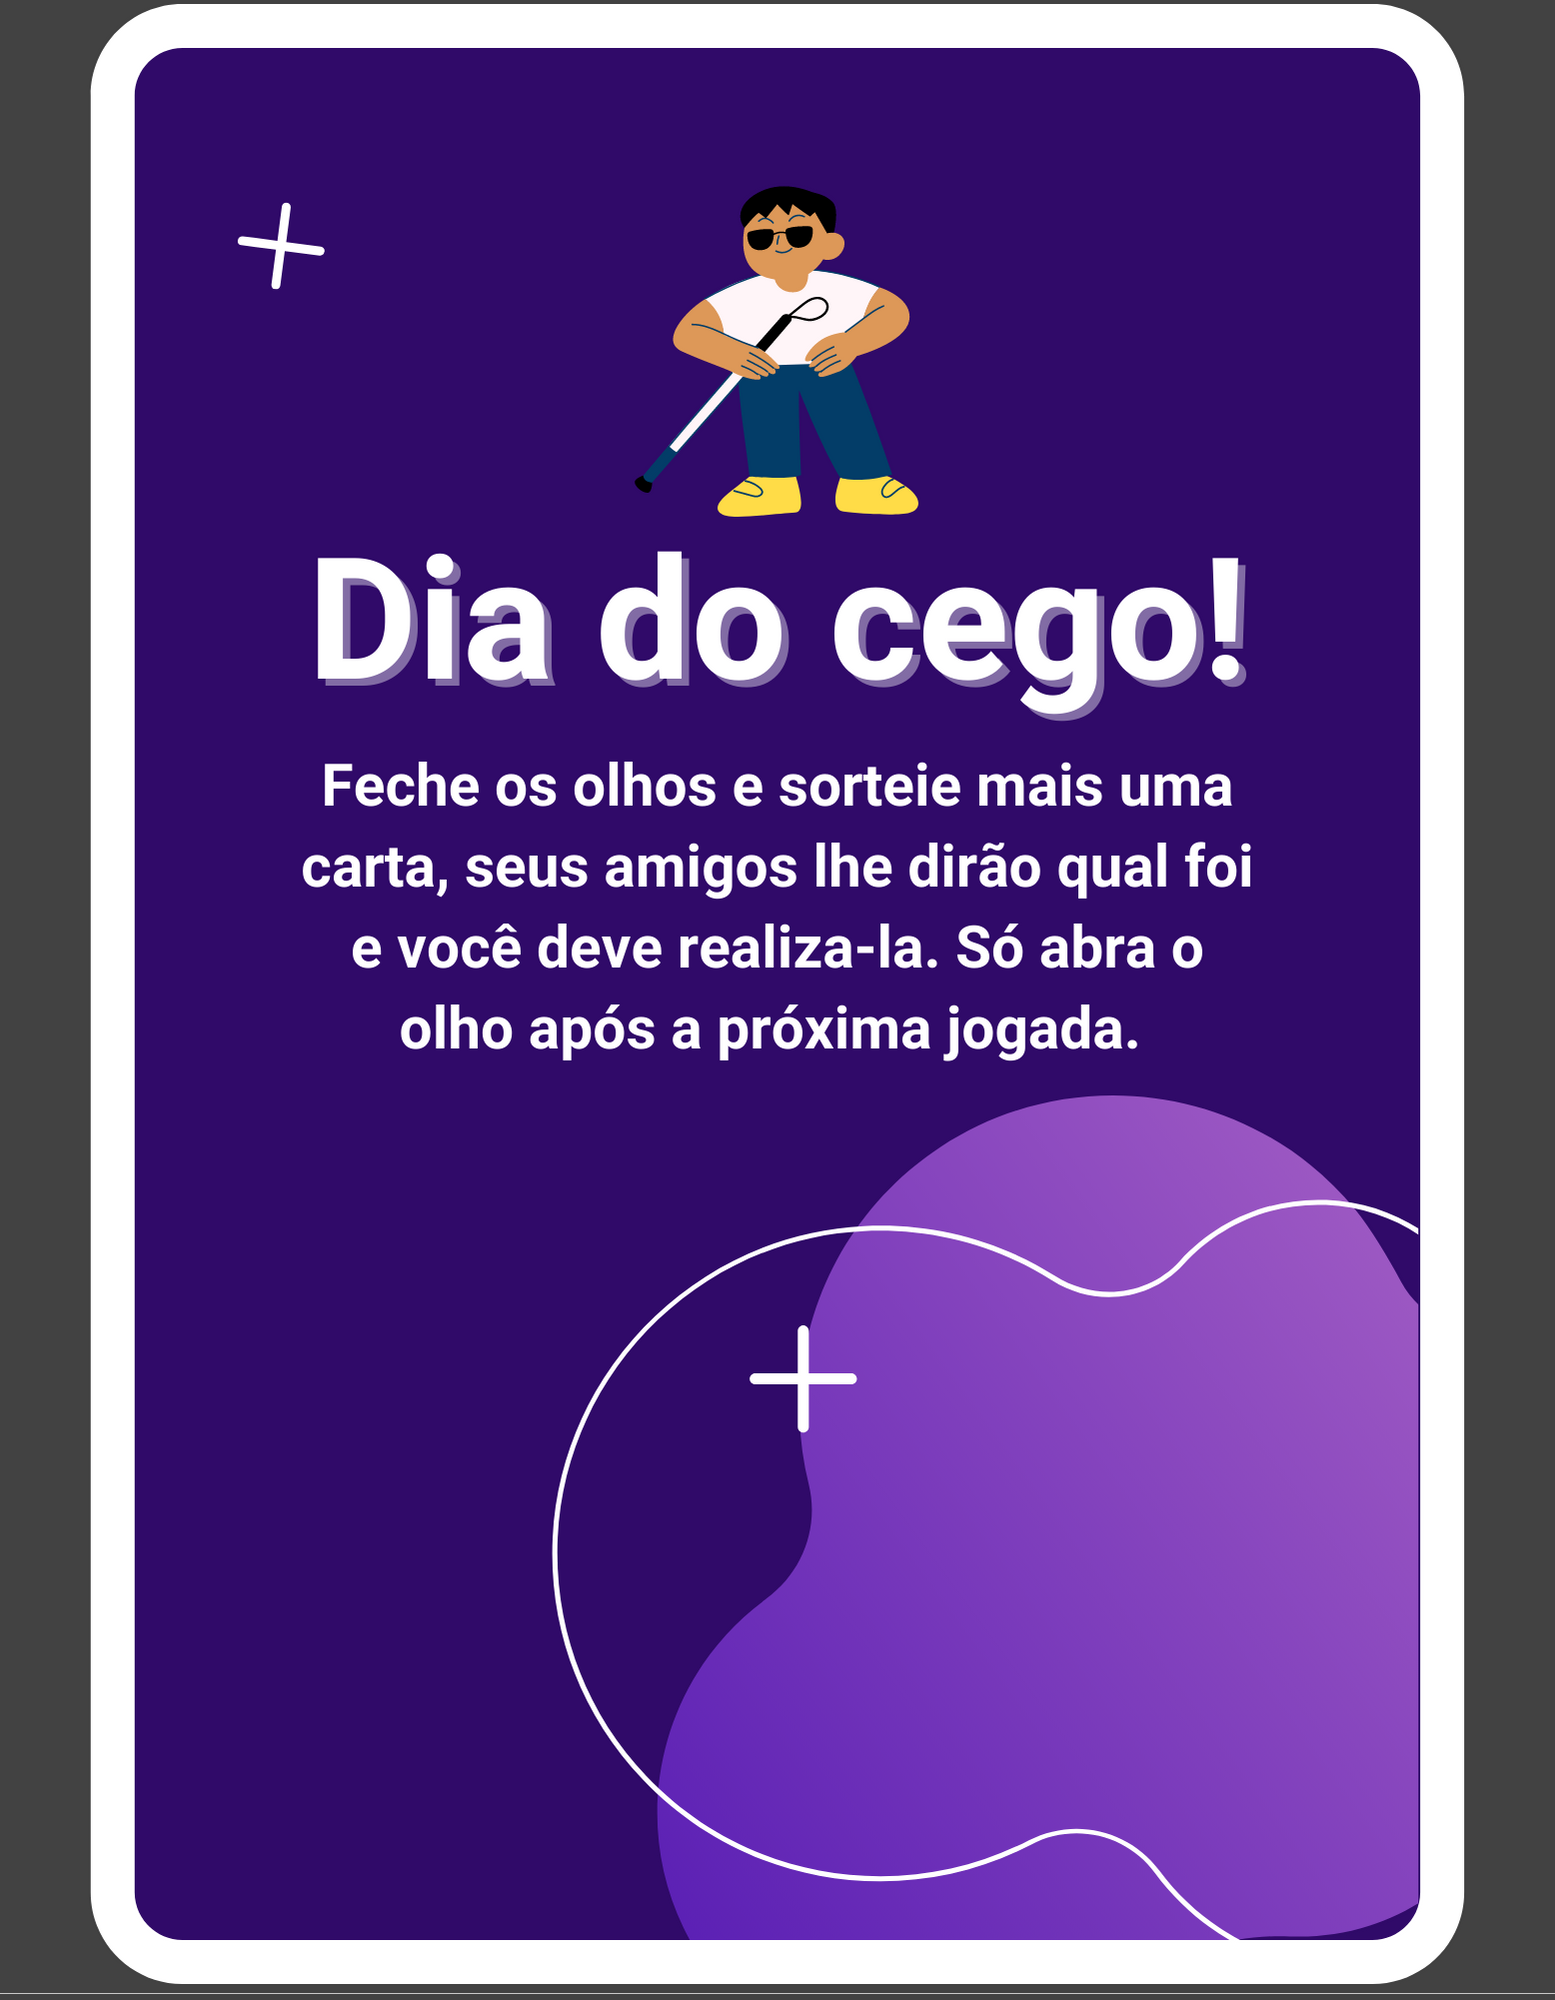 Dia do cego!
Feche os olhos e sorteie mais uma
carta, seus amigos lhe dirão qual foi
e você deve realiza-la. Só abra o
olho após a próxima jogada.